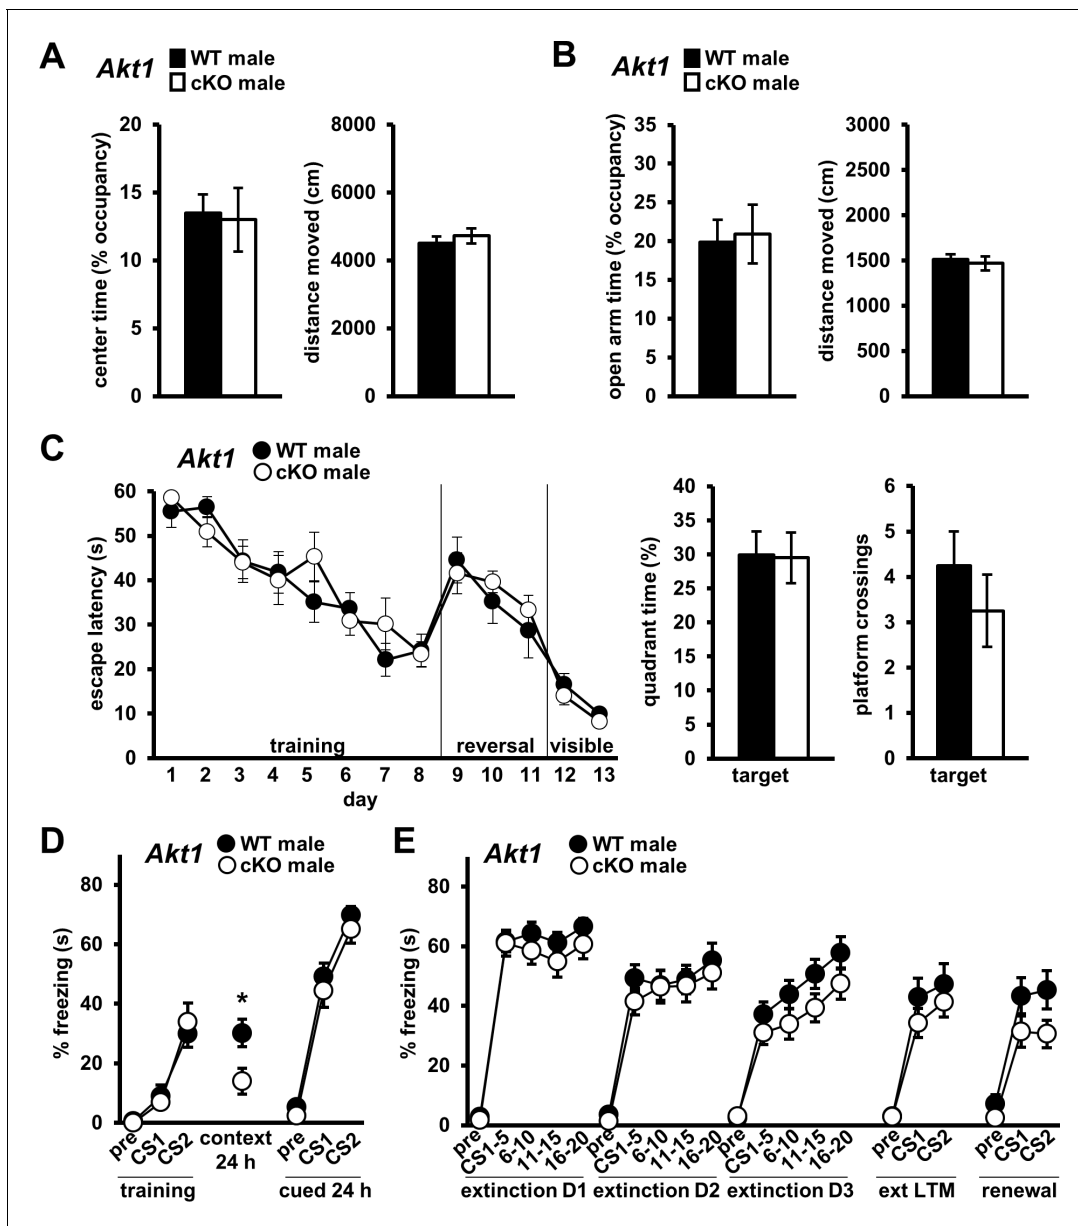 A
Akt1
WT male
cKO male
center time (% occupancy)
20
15
10
5
0
distance moved (cm)
8000
6000
4000
2000
0
B
Akt1
WT male
cKO male
open arm time (% occupancy)
35
30
25
20
15
10
5
0
distance moved (cm)
3000
2500
2000
1500
1000
500
0
C
Akt1
WT male
cKO male
escape latency (s)
60
50
40
30
20
10
0
training reversal visible
1 2 3 4 5 6 7 8 9 10 11 12 13
day
quadrant time (%)
40
35
30
25
20
15
10
5
0
target
platform crossings
6
5
4
3
2
1
0
target
D
Akt1
WT male
cKO male
% freezing (s)
80
60
40
20
0
*
pre CS1 CS2
training
context
24 h
pre CS1 CS2
cued 24 h
E
Akt1
WT male
cKO male
% freezing (s)
80
60
40
20
0
pre CS1-5 6-10 11-15 16-20
extinction D1
pre CS1-5 6-10 11-15 16-20
extinction D2
pre CS1-5 6-10 11-15 16-20
extinction D3
pre CS1 CS2
ext LTM
pre CS1 CS2
renewal